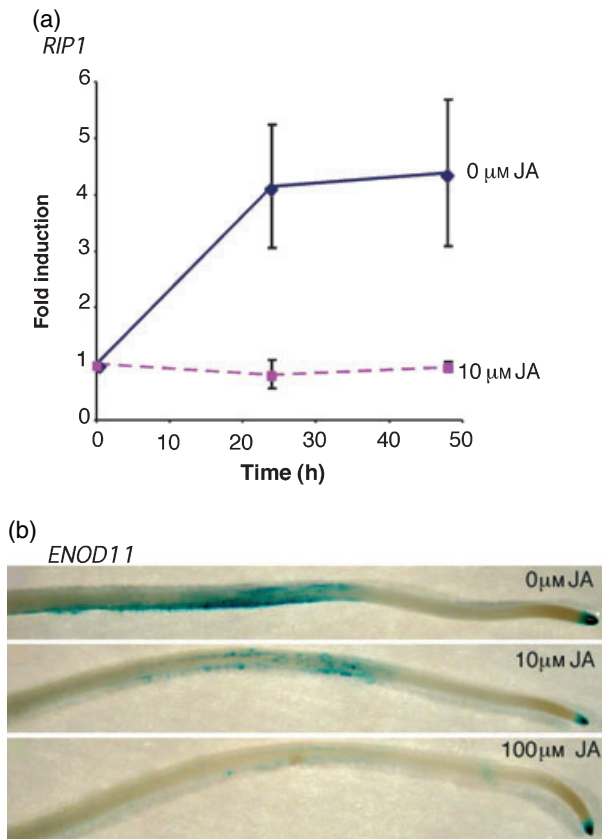 (a)
RIP1
6
5
4
3
2
1
0
Fold induction
0 μM JA
10 μM JA
0
10
20
30
40
50
Time (h)
(b)
ENOD11
0μM JA
10μM JA
100μM JA